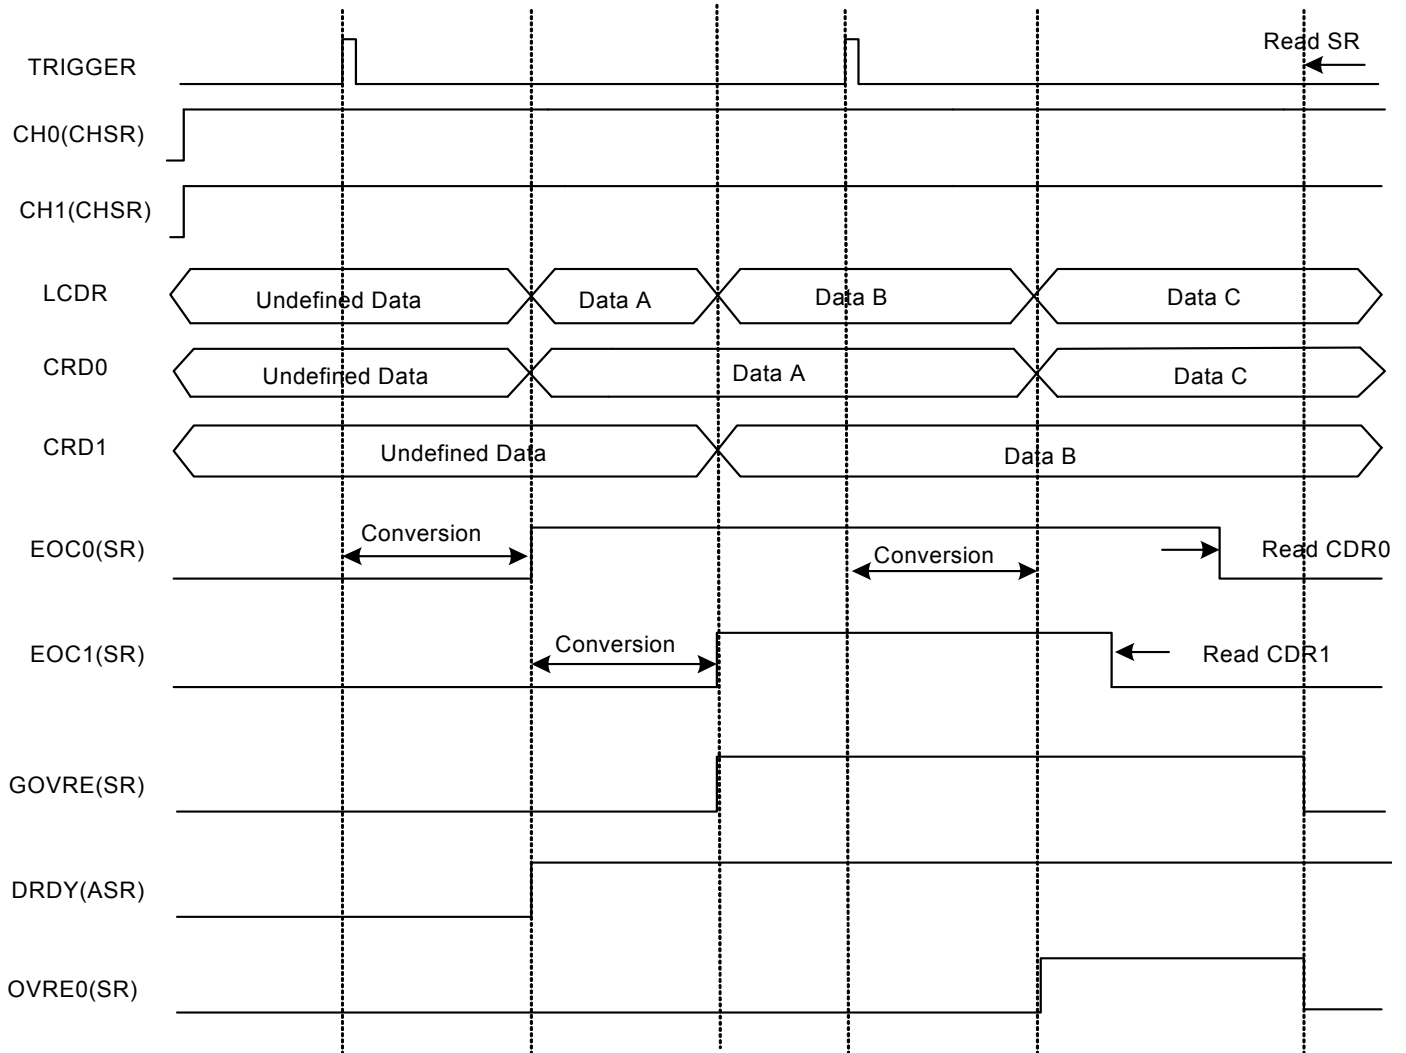 Read SR
TRIGGER
CH0(CHSR)
CH1(CHSR)
LCDR
Undefined Data
Data A
Data B
Data C
CRD0
Undefined Data
Data A
Data C
CRD1
Undefined Data
Data B
EOC0(SR)
Conversion
Conversion
Read CDR0
EOC1(SR)
Conversion
Read CDR1
GOVRE(SR)
DRDY(ASR)
OVRE0(SR)